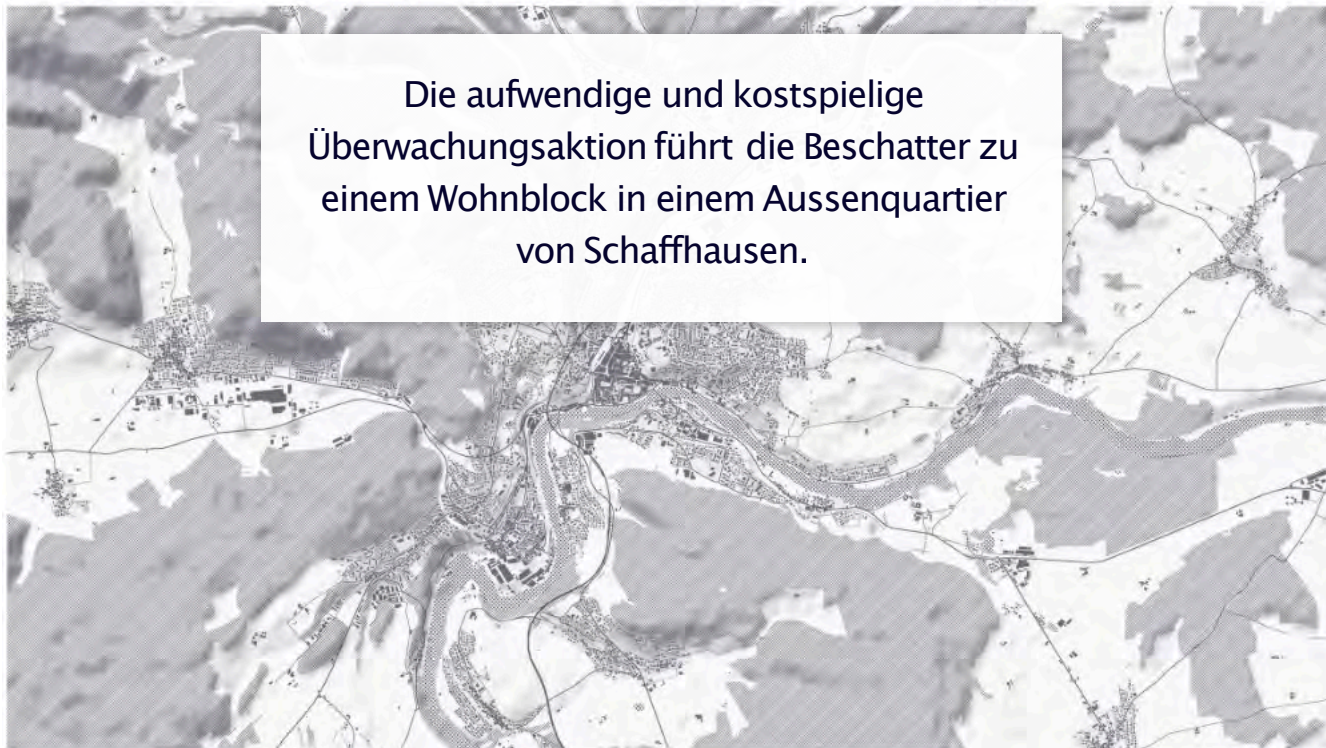 Die aufwendige und kostspielige
Überwachungsaktion führt die Beschatter zu
einem Wohnblock in einem Aussenquartier
von Schaffhausen.